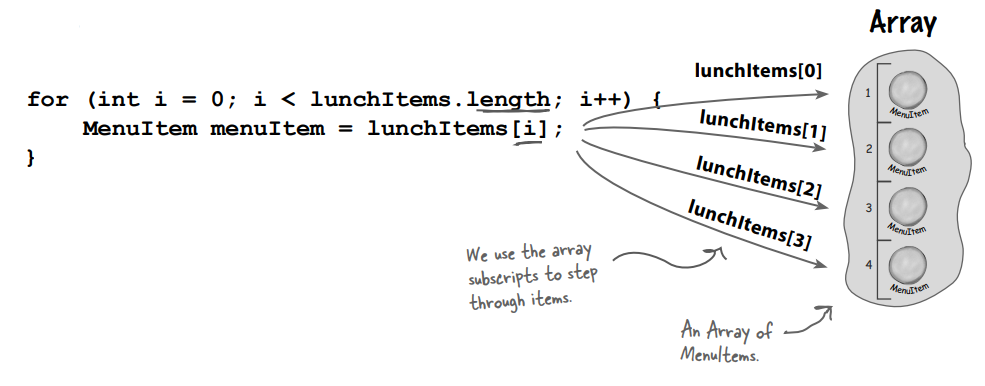 Array
for (int i = 0; i < lunchItems.length; i++) {
MenuItem menuItem = lunchItems[i];
}
lunchItems[0]
lunchItems[1]
lunchItems[2]
lunchItems[3]
1
MenuItem
2
MenuItem
3
MenuItem
4
MenuItem
We use the array
subscripts to step
through items.
An Array of
MenuItems.